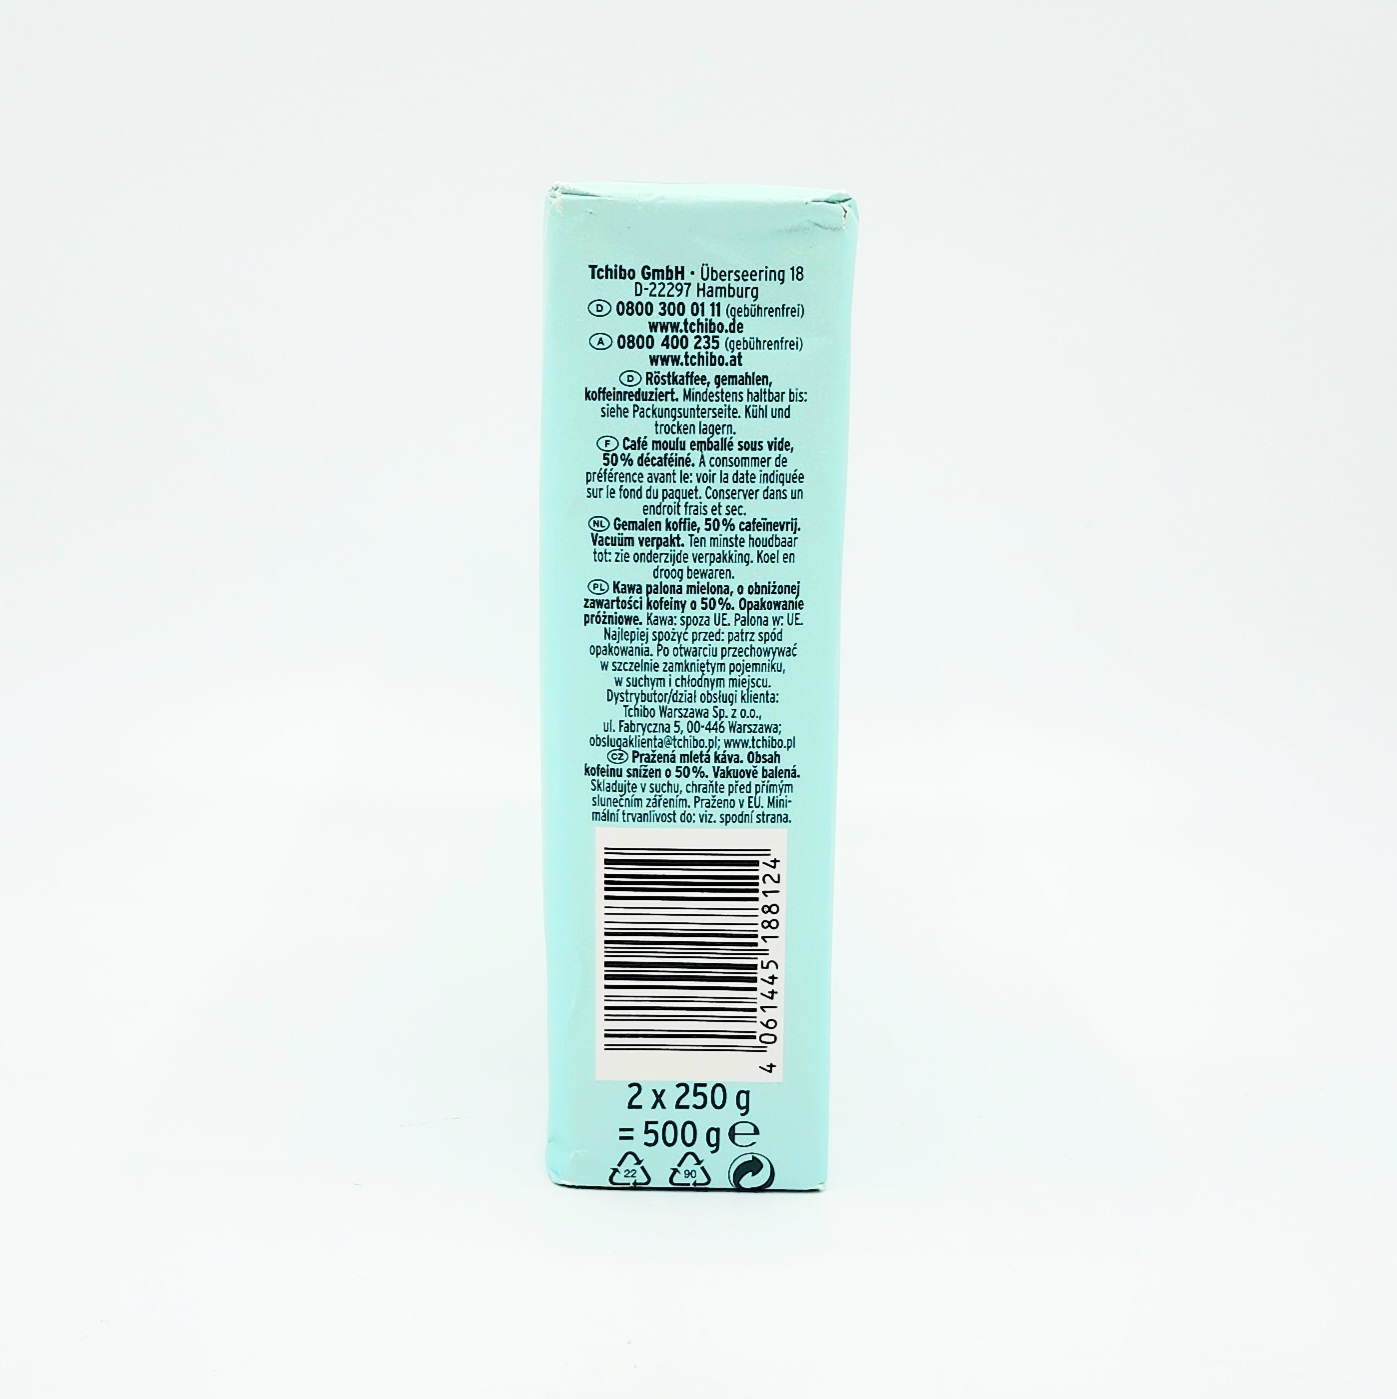 Tchibo GmbH · Überseering 18
D-22297 Hamburg
D 0800 300 01 11 (gebührenfrei)
www.tchibo.de
A 0800 400 235 (gebührenfrei)
www.tchibo.at
D Röstkaffee, gemahlen,
koffeinreduziert. Mindestens haltbar bis:
siehe Packungsunterseite. Kühl und
trocken lagern.
F Café moulu emballé sous vide,
50% décaféiné. À consommer de
préférence avant le: voir la date indiquée
sur le fond du paquet. Conserver dans un
endroit frais et sec.
NL Gemalen koffie, 50% cafeïnevrij.
Vacuüm verpakt. Ten minste houdbaar
tot: zie onderzijde verpakking. Koel en
droog bewaren.
PL Kawa palona mielona, o obniżonej
zawartości kofeiny o 50%. Opakowanie
próżniowe. Kawa: spoza UE. Palona w: UE.
Najlepiej spożyć przed: patrz spód
opakowania. Po otwarciu przechowywać
w szczelnie zamkniętym pojemniku,
w suchym i chłodnym miejscu.
Dystrybutor/dział obsługi klienta:
Tchibo Warszawa Sp. z o.o.,
ul. Fabryczna 5, 00-446 Warszawa;
obslugaklienta@tchibo.pl; www.tchibo.pl
CZ Pražená mletá káva. Obsah
kofeinu snížen o 50%. Vakuově balená.
Skladujte v suchu, chraňte před přímým
slunečním zářením. Praženo v EU. Mini-
mální trvanlivost do: viz. spodní strana.
4 061445 188124
2 x 250 g
= 500 g e
22 90